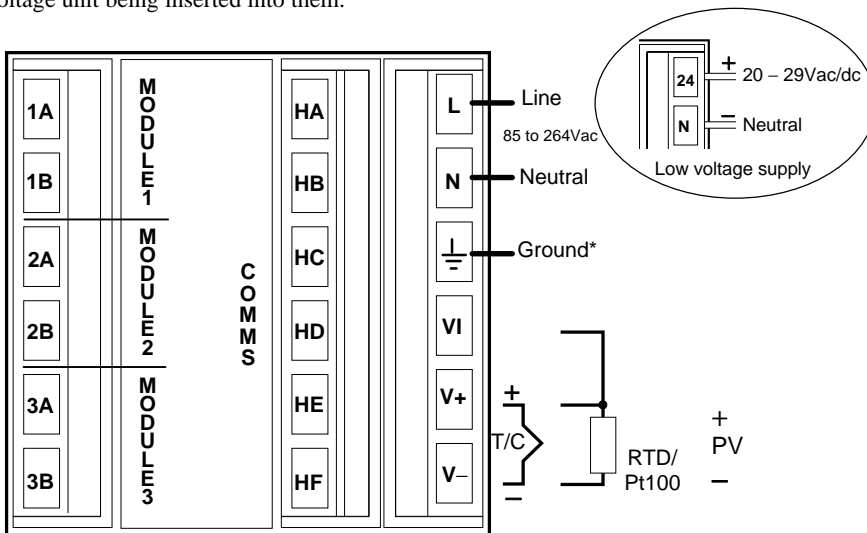 oltage unit being inserted into them.
1A
1B
2A
2B
3A
3B
MODULE1
MODULE2
MODULE3
COMMS
HA
HB
HC
HD
HE
HF
L
N
VI
V+
V−
Line
85 to 264Vac
Neutral
Ground*
24
N
+
−
20 – 29Vac/dc
Neutral
Low voltage supply
+
T/C
−
RTD/
Pt100
+
PV
−